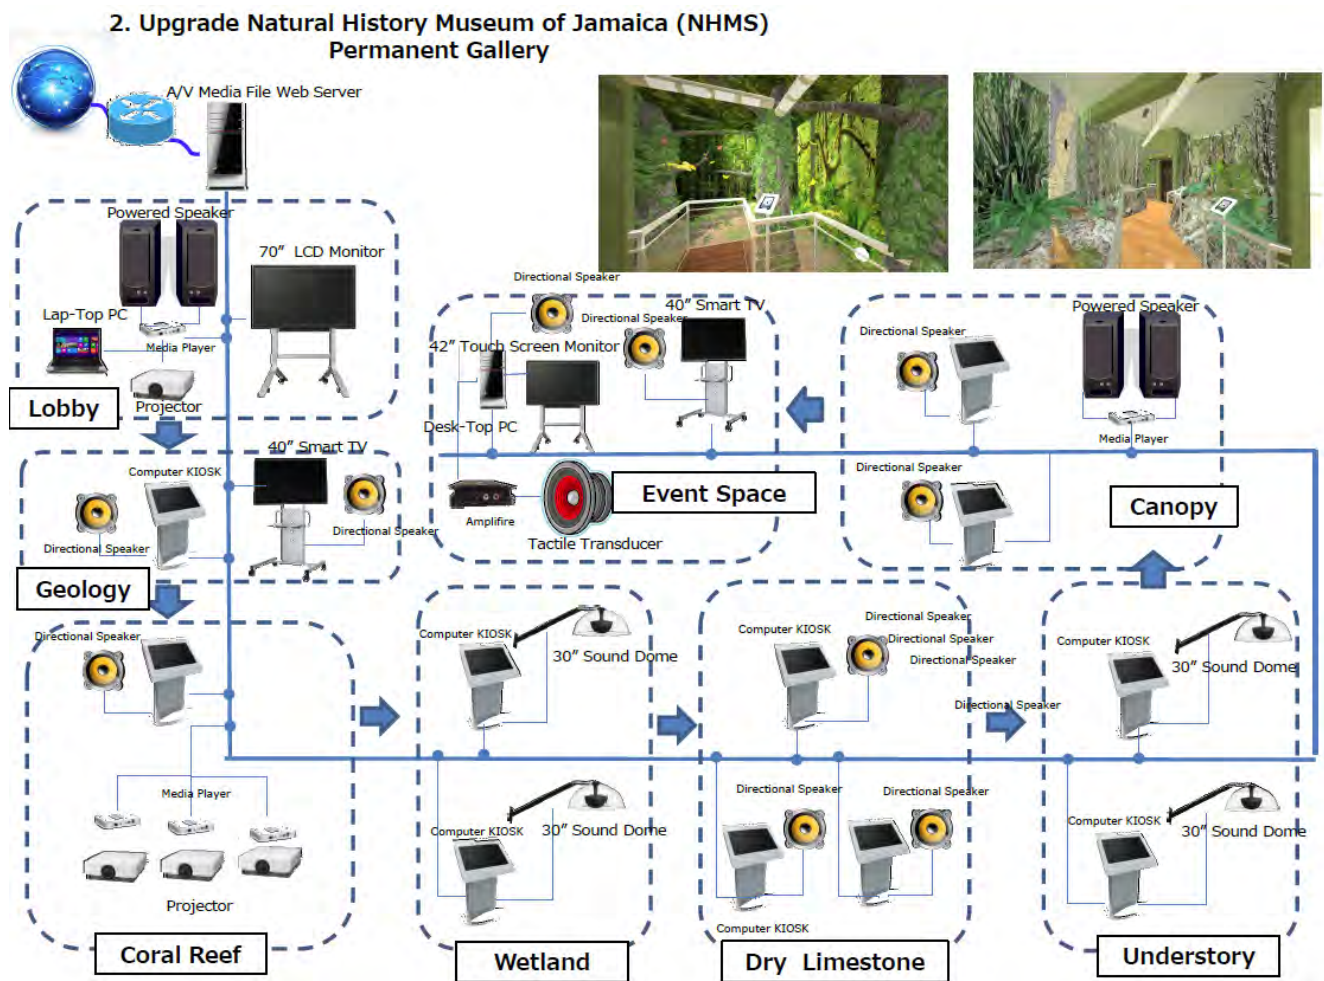 2. Upgrade Natural History Museum of Jamaica (NHMS)
Permanent Gallery
A/V Media File Web Server
Powered Speaker
70” LCD Monitor
Lap-Top PC
Media Player
Projector
Lobby
Directional Speaker
40” Smart TV
Directional Speaker
42” Touch Screen Monitor
Desk-Top PC
Amplifire
Tactile Transducer
Event Space
Powered Speaker
Directional Speaker
Media Player
Directional Speaker
Canopy
40” Smart TV
Computer KIOSK
Directional Speaker
Directional Speaker
Geology
Directional Speaker
Media Player
Projector
Coral Reef
Computer KIOSK
30” Sound Dome
Computer KIOSK
30” Sound Dome
Wetland
Directional Speaker
Computer KIOSK
Directional Speaker
Directional Speaker
Directional Speaker
Directional Speaker
Directional Speaker
Computer KIOSK
Dry Limestone
Computer KIOSK
30” Sound Dome
Computer KIOSK
30” Sound Dome
Understory